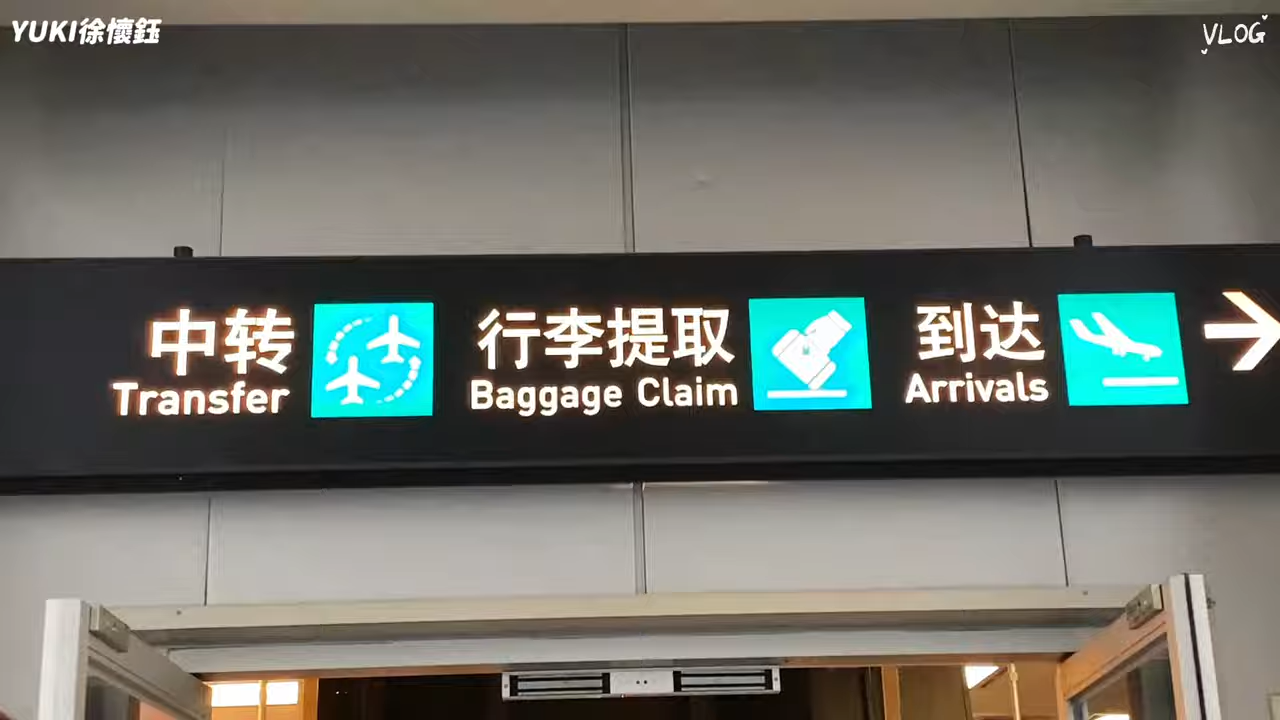 YUKI徐懷鈺
VLOG
中转
Transfer
行李提取
Baggage Claim
到达
Arrivals